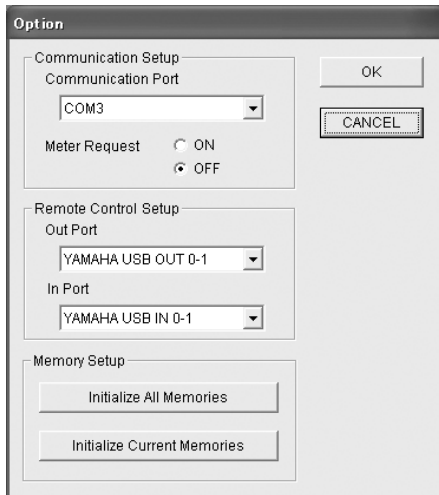 Option
Communication Setup
Communication Port
COM3
Meter Request
ON
OFF
OK
CANCEL
Remote Control Setup
Out Port
YAMAHA USB OUT 0-1
In Port
YAMAHA USB IN 0-1
Memory Setup
Initialize All Memories
Initialize Current Memories